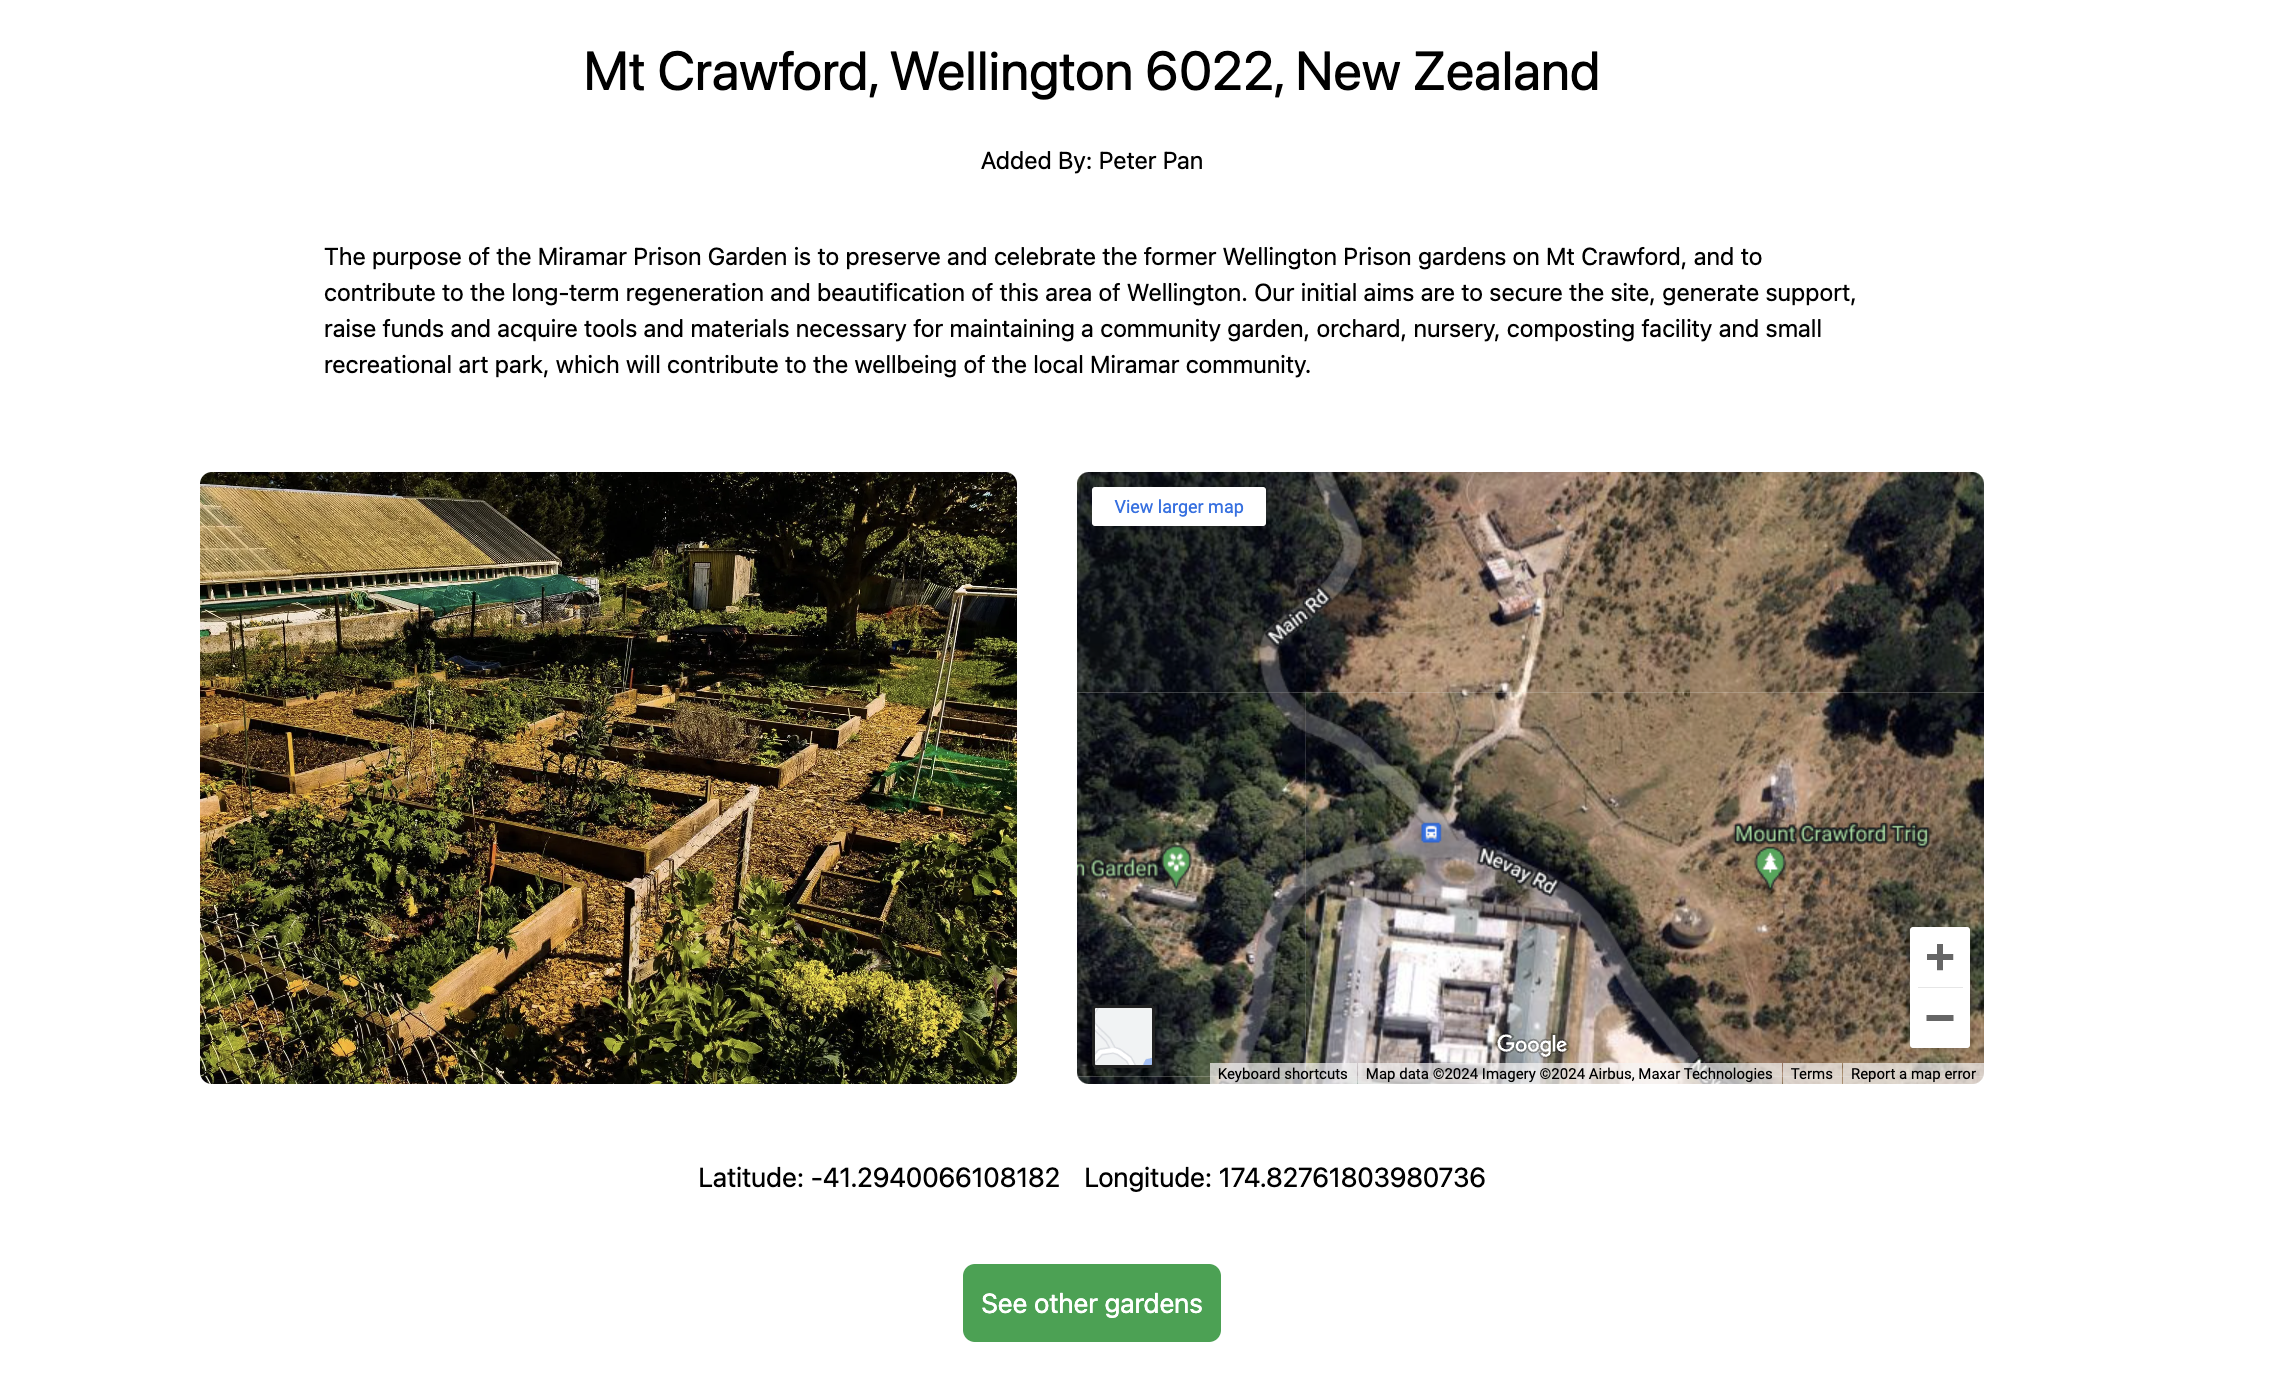 Mt Crawford, Wellington 6022, New Zealand
Added By: Peter Pan
The purpose of the Miramar Prison Garden is to preserve and celebrate the former Wellington Prison gardens on Mt Crawford, and to
contribute to the long-term regeneration and beautification of this area of Wellington. Our initial aims are to secure the site, generate support,
raise funds and acquire tools and materials necessary for maintaining a community garden, orchard, nursery, composting facility and small
recreational art park, which will contribute to the wellbeing of the local Miramar community.
View larger map
Main Rd
Mount Crawford Trig
Nevay Rd
n Garden
Google
Keyboard shortcuts Map data ©2024 Imagery ©2024 Airbus, Maxar Technologies Terms Report a map error
Latitude: -41.2940066108182 Longitude: 174.82761803980736
See other gardens